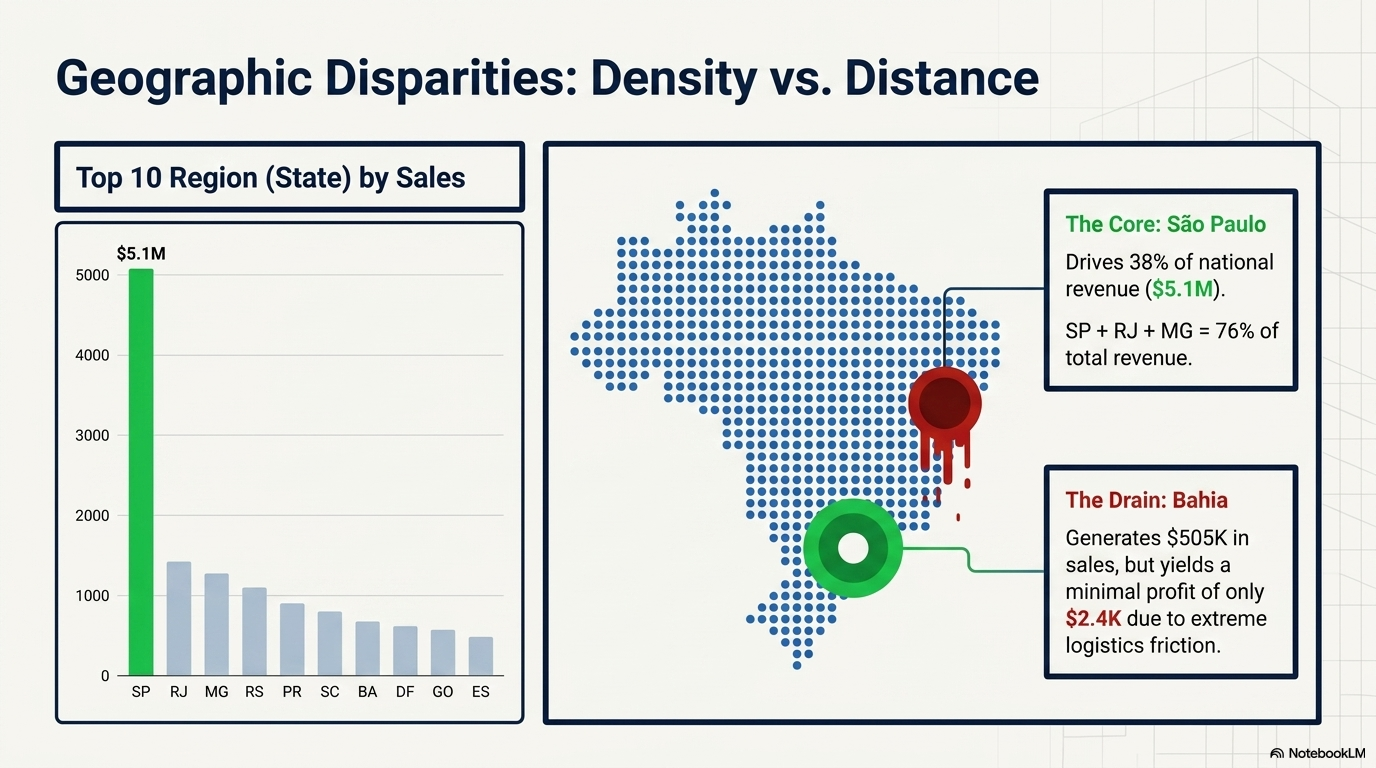 Geographic Disparities: Density vs. Distance
Top 10 Region (State) by Sales
$5.1M
5000
4000
3000
2000
1000
0
SP RJ MG RS PR SC BA DF GO ES
The Core: São Paulo
Drives 38% of national
revenue ($5.1M).
SP + RJ + MG = 76% of
total revenue.
The Drain: Bahia
Generates $505K in
sales, but yields a
minimal profit of only
$2.4K due to extreme
logistics friction.
NotebookLM